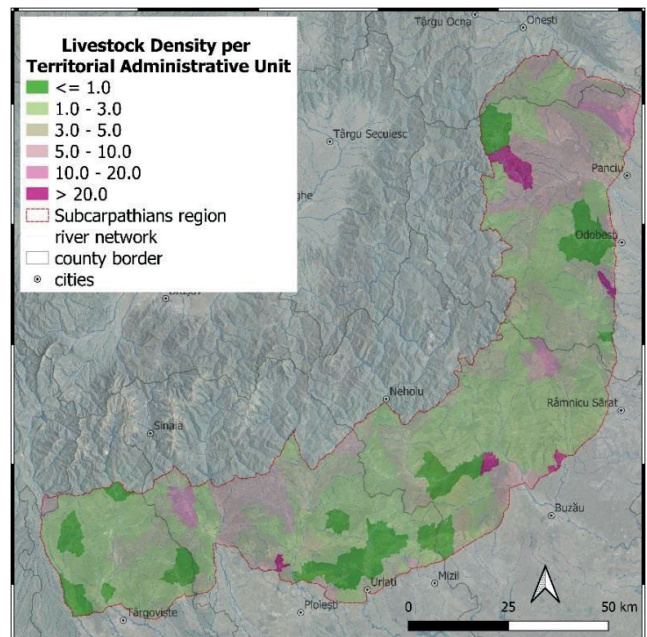 Livestock Density per
Territorial Administrative Unit
<= 1.0
1.0 - 3.0
3.0 - 5.0
5.0 - 10.0
10.0 - 20.0
> 20.0
Subcarpathians region
river network
county border
cities
Târgu Ocna
Onești
Târgu Secuiesc
ghe
Panciu
Odobești
Nehoiu
Râmnicu Sărat
Sinaia
Buzău
Mizil
Urlați
Ploiești
Târgoviște
0 25 50 km